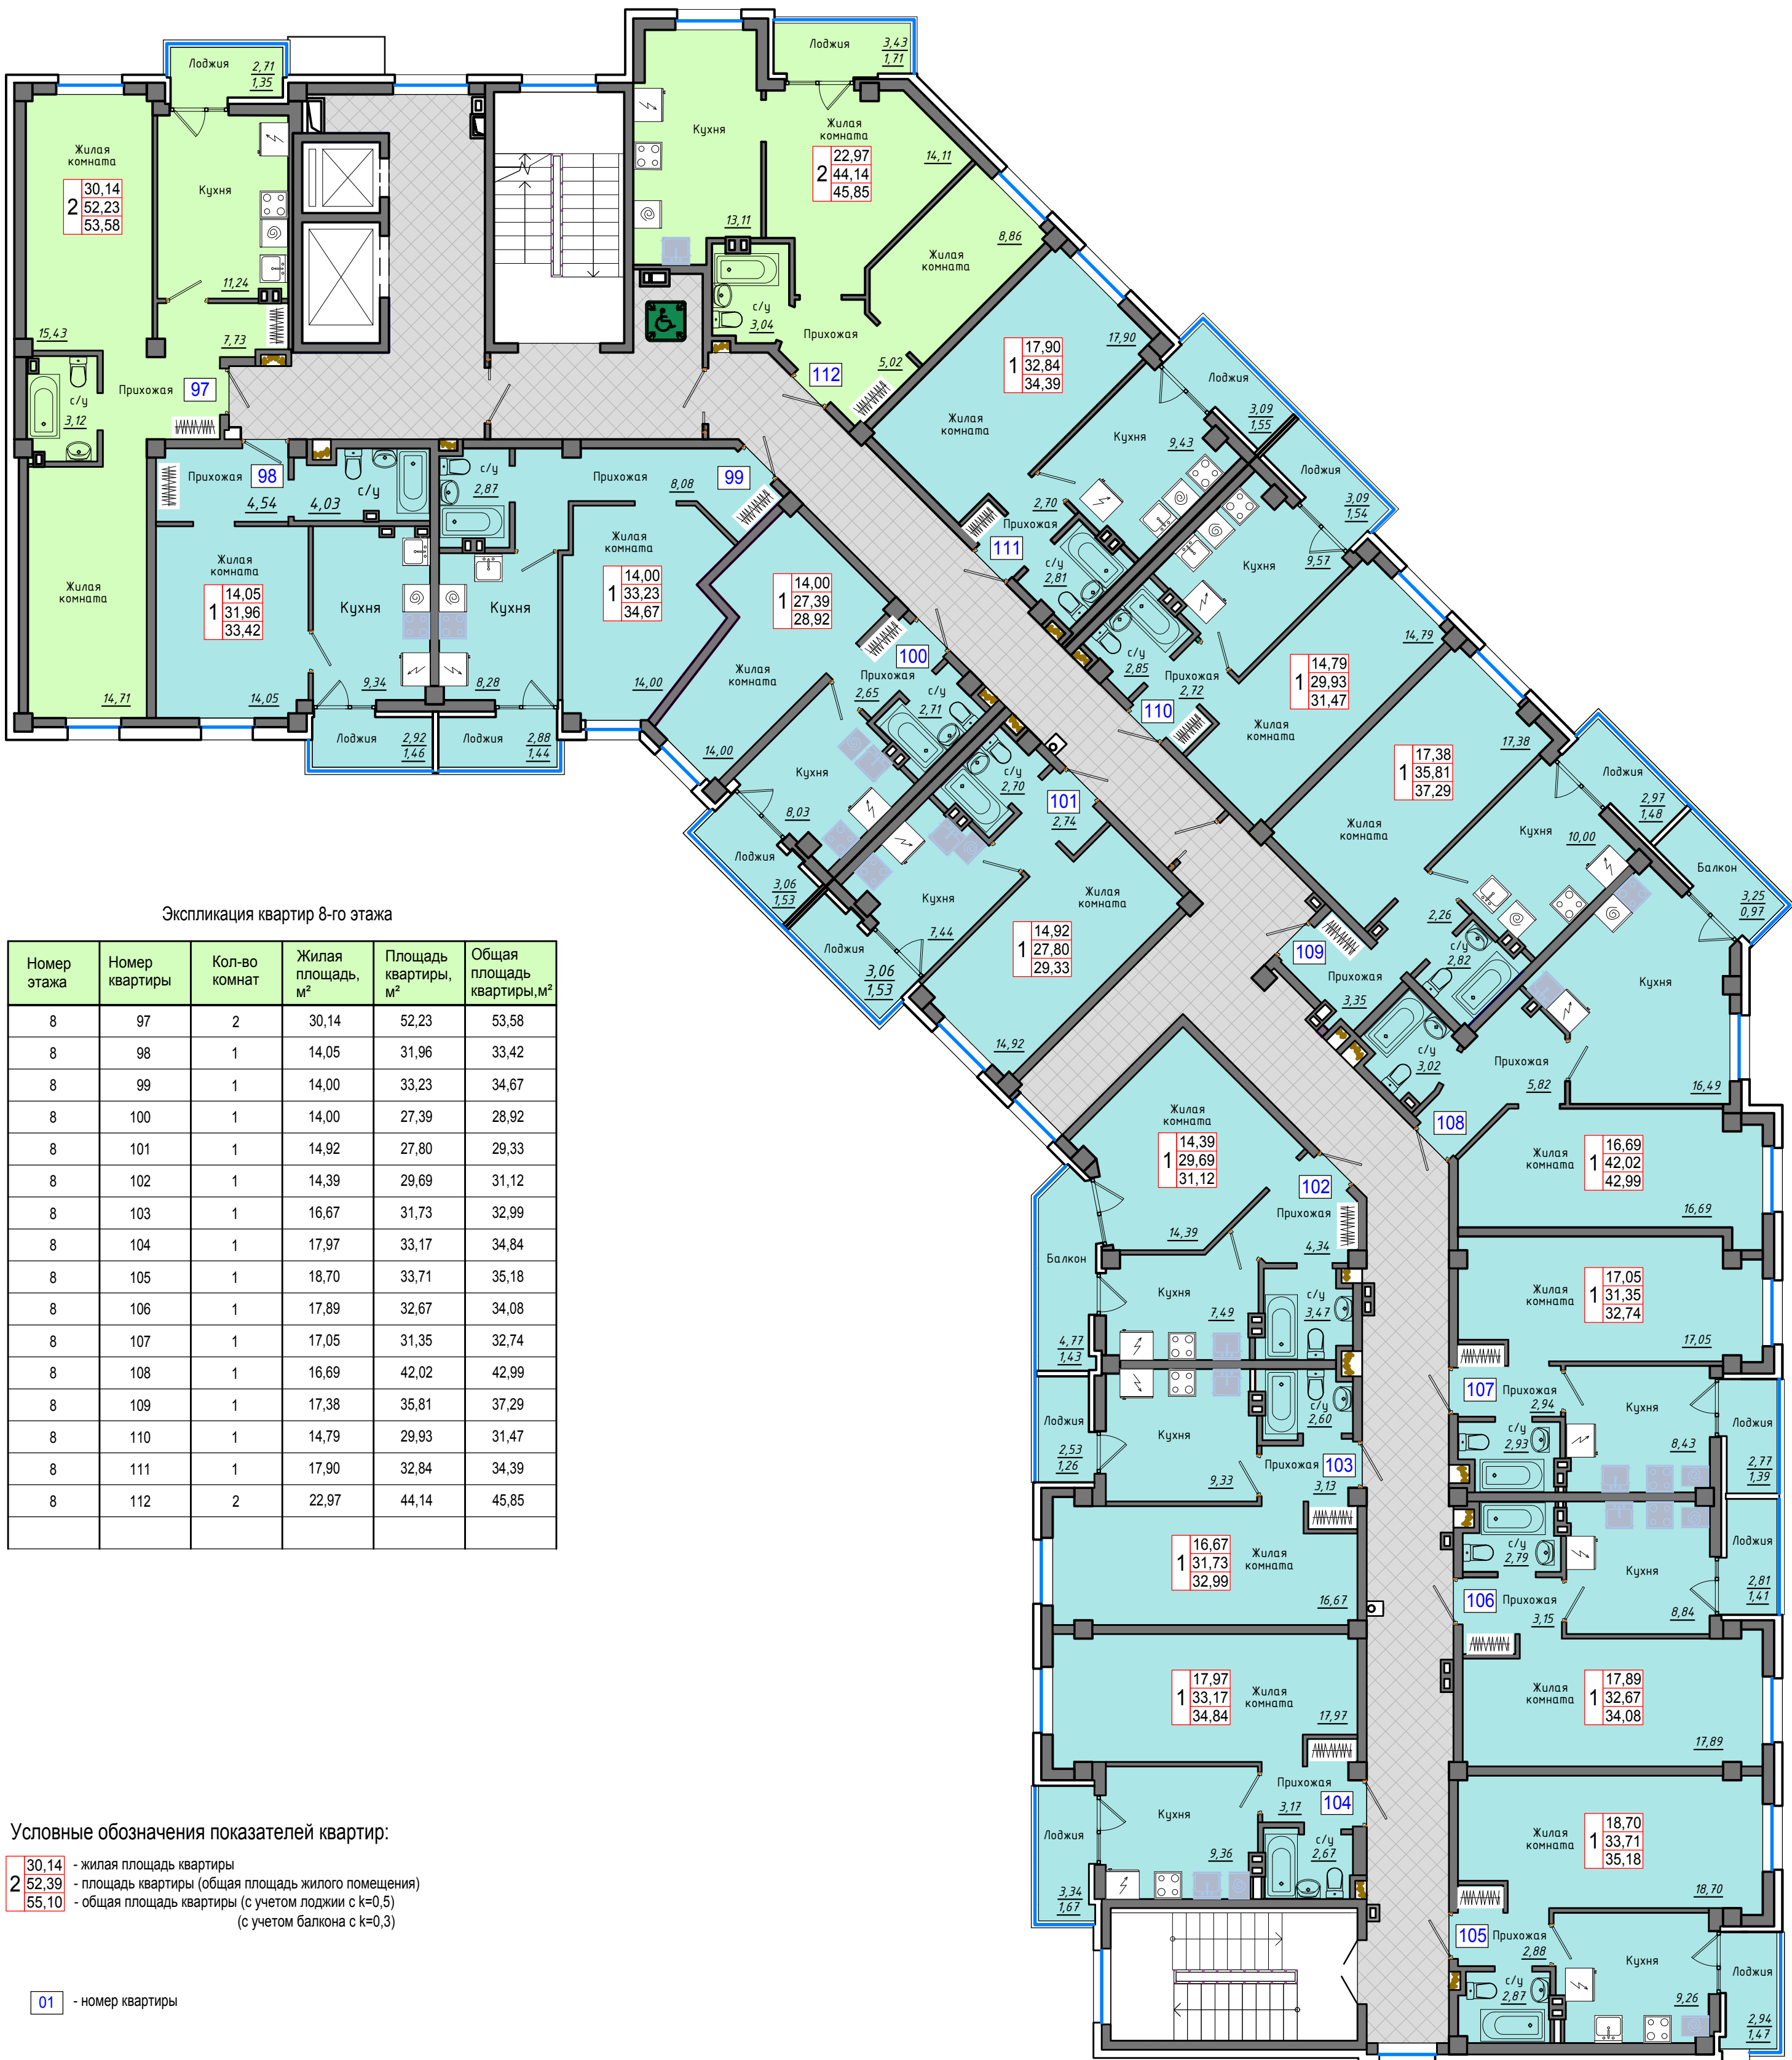 Лоджия
2,71
1,35
Жилая
комната
2
30,14
52,23
53,58
15,43
Кухня
11,24
7,73
Прихожая
97
с/у
3,12
Жилая
комната
14,71
Лоджия
3,43
1,71
Кухня
13,11
Жилая
комната
2
22,97
44,14
45,85
14,11
Жилая
комната
8,86
с/у
3,04
Прихожая
5,02
112
Прихожая
98
4,54
4,03
с/у
Жилая
комната
1
14,05
31,96
33,42
14,05
Кухня
9,34
Лоджия
2,92
1,46
с/у
2,87
Прихожая
8,08
99
Жилая
комната
1
14,00
33,23
34,67
14,00
Кухня
8,28
Лоджия
2,88
1,44
1
14,00
27,39
28,92
Жилая
комната
14,00
100
Прихожая
2,65
с/у
2,71
Кухня
8,03
Лоджия
3,06
1,53
1
17,90
32,84
34,39
17,90
Жилая
комната
Кухня
9,43
2,70
Прихожая
111
с/у
2,81
Лоджия
3,09
1,55
Лоджия
3,09
1,54
Кухня
9,57
с/у
2,85
Прихожая
2,72
110
1
14,79
29,93
31,47
14,79
Жилая
комната
с/у
2,70
101
2,74
Кухня
7,44
Жилая
комната
1
14,92
27,80
29,33
14,92
Лоджия
3,06
1,53
1
17,38
35,81
37,29
17,38
Жилая
комната
Кухня
10,00
Лоджия
2,97
1,48
2,26
с/у
2,82
109
Прихожая
3,35
Балкон
3,25
0,97
Кухня
16,49
с/у
3,02
Прихожая
5,82
108
Жилая
комната
1
16,69
42,02
42,99
16,69
Жилая
комната
1
14,39
29,69
31,12
14,39
102
Прихожая
4,34
Балкон
4,77
1,43
Кухня
7,49
с/у
3,47
Жилая
комната
1
17,05
31,35
32,74
17,05
107
Прихожая
2,94
с/у
2,93
Кухня
8,43
Лоджия
2,77
1,39
Лоджия
2,53
1,26
Кухня
9,33
с/у
2,60
Прихожая
103
3,13
1
16,67
31,73
32,99
Жилая
комната
16,67
с/у
2,79
106
Прихожая
3,15
Кухня
8,84
Лоджия
2,81
1,41
Жилая
комната
1
17,89
32,67
34,08
17,89
1
17,97
33,17
34,84
Жилая
комната
17,97
Прихожая
3,17
104
Кухня
9,36
с/у
2,67
Лоджия
3,34
1,67
Жилая
комната
1
18,70
33,71
35,18
18,70
105
Прихожая
2,88
с/у
2,87
Кухня
9,26
Лоджия
2,94
1,47
Экспликация квартир 8-го этажа
Номер этажа Номер квартиры Кол-во комнат Жилая площадь, м² Площадь квартиры, м² Общая площадь квартиры,м²
8 97 2 30,14 52,23 53,58
8 98 1 14,05 31,96 33,42
8 99 1 14,00 33,23 34,67
8 100 1 14,00 27,39 28,92
8 101 1 14,92 27,80 29,33
8 102 1 14,39 29,69 31,12
8 103 1 16,67 31,73 32,99
8 104 1 17,97 33,17 34,84
8 105 1 18,70 33,71 35,18
8 106 1 17,89 32,67 34,08
8 107 1 17,05 31,35 32,74
8 108 1 16,69 42,02 42,99
8 109 1 17,38 35,81 37,29
8 110 1 14,79 29,93 31,47
8 111 1 17,90 32,84 34,39
8 112 2 22,97 44,14 45,85
Условные обозначения показателей квартир:
2
30,14 - жилая площадь квартиры
52,39 - площадь квартиры (общая площадь жилого помещения)
55,10 - общая площадь квартиры (с учетом лоджии с k=0,5)
(с учетом балкона с k=0,3)
01 - номер квартиры